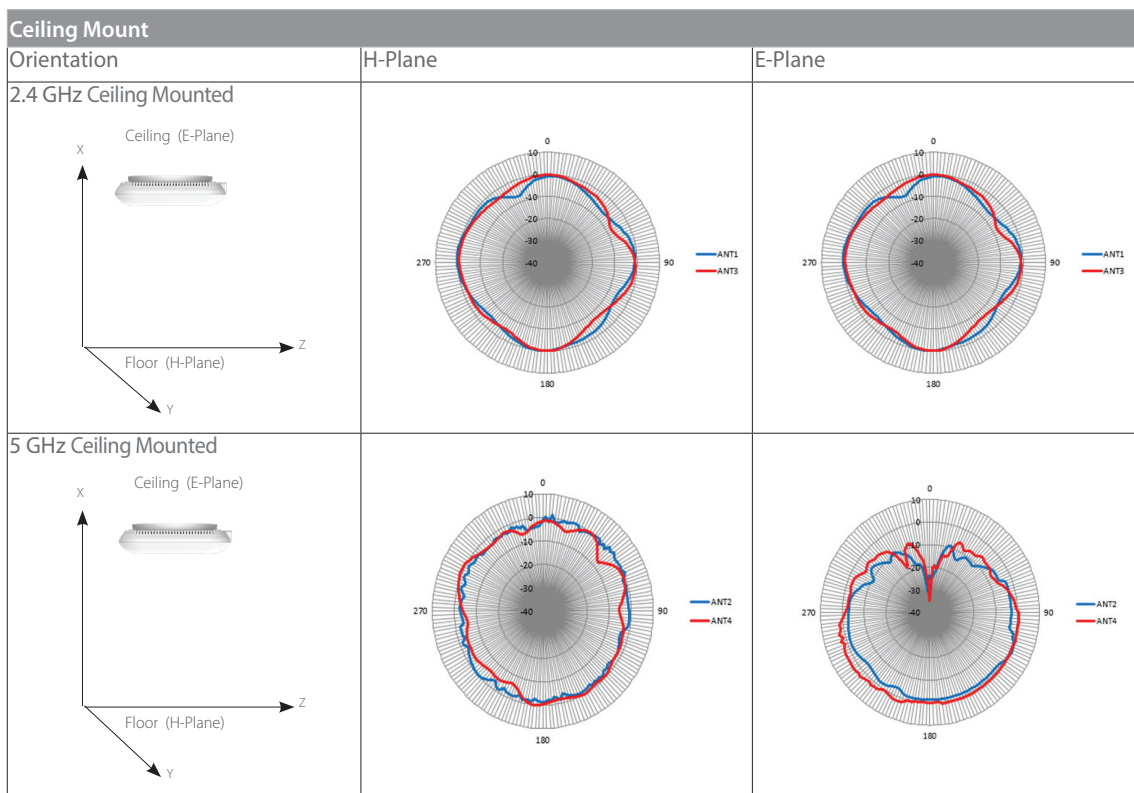 Ceiling Mount
Orientation
H-Plane
E-Plane
2.4 GHz Ceiling Mounted
Ceiling (E-Plane)
X
Z
Floor (H-Plane)
Y
0
10
0
-10
-20
-30
-40
270
90
180
ANT1
ANT3
0
10
0
-10
-20
-30
-40
270
90
180
ANT1
ANT3
5 GHz Ceiling Mounted
Ceiling (E-Plane)
X
Z
Floor (H-Plane)
Y
0
10
0
-10
-20
-30
-40
270
90
180
ANT2
ANT4
0
10
0
-10
-20
-30
-40
270
90
180
ANT2
ANT4